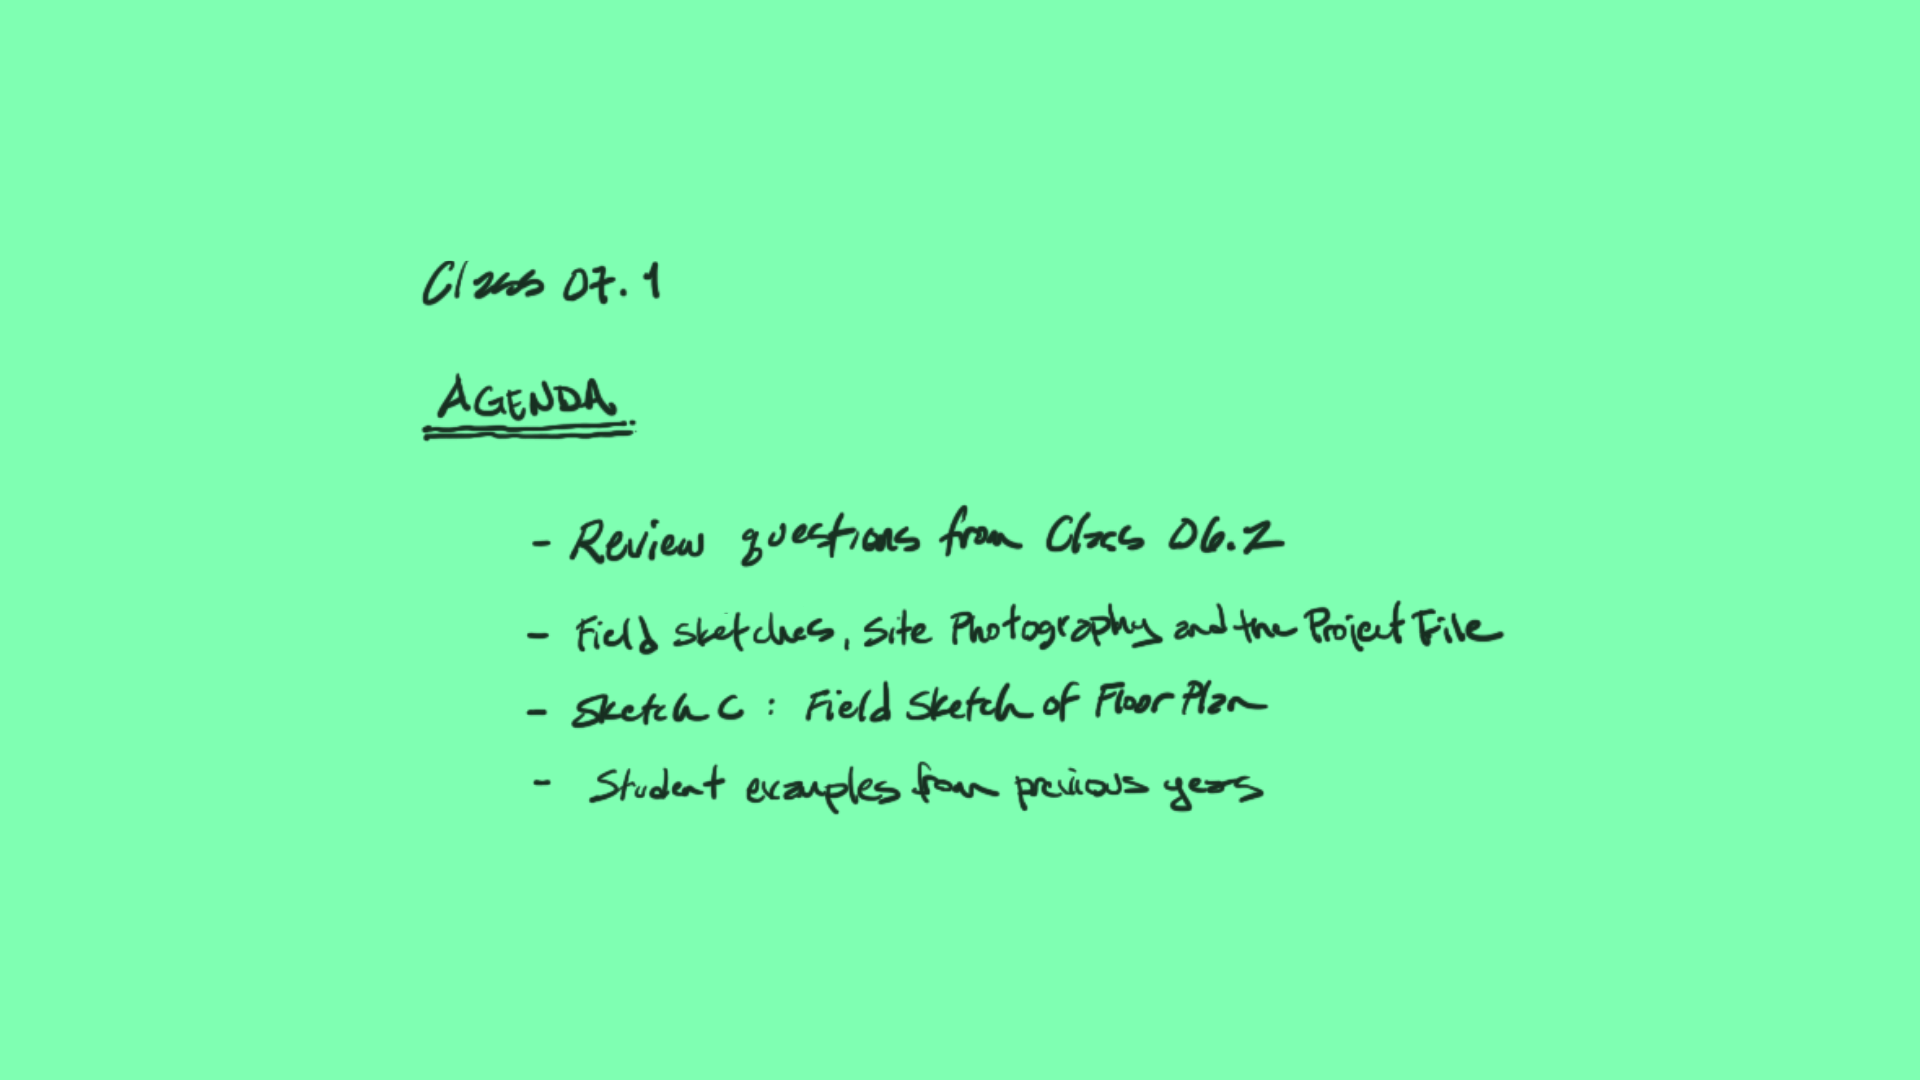 Class 07.1
AGENDA
- Review questions from Class 06.2
- Field sketches, Site Photography and the Project File
- Sketch C : Field Sketch of Floor Plan
- Student examples from previous years